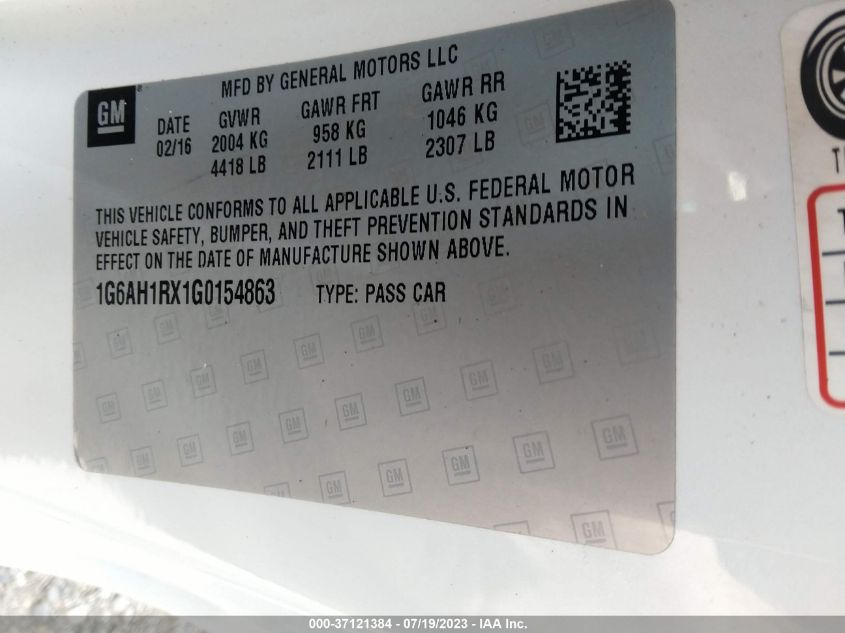 MFD BY GENERAL MOTORS LLC
GM
DATE GVWR GAWR FRT GAWR RR
02/16 2004 KG 958 KG 1046 KG
4418 LB 2111 LB 2307 LB
THIS VEHICLE CONFORMS TO ALL APPLICABLE U.S. FEDERAL MOTOR
VEHICLE SAFETY, BUMPER, AND THEFT PREVENTION STANDARDS IN
EFFECT ON THE DATE OF MANUFACTURE SHOWN ABOVE.
1G6AH1RX1G0154863 TYPE: PASS CAR
000-37121384 - 07/19/2023 - IAA Inc.